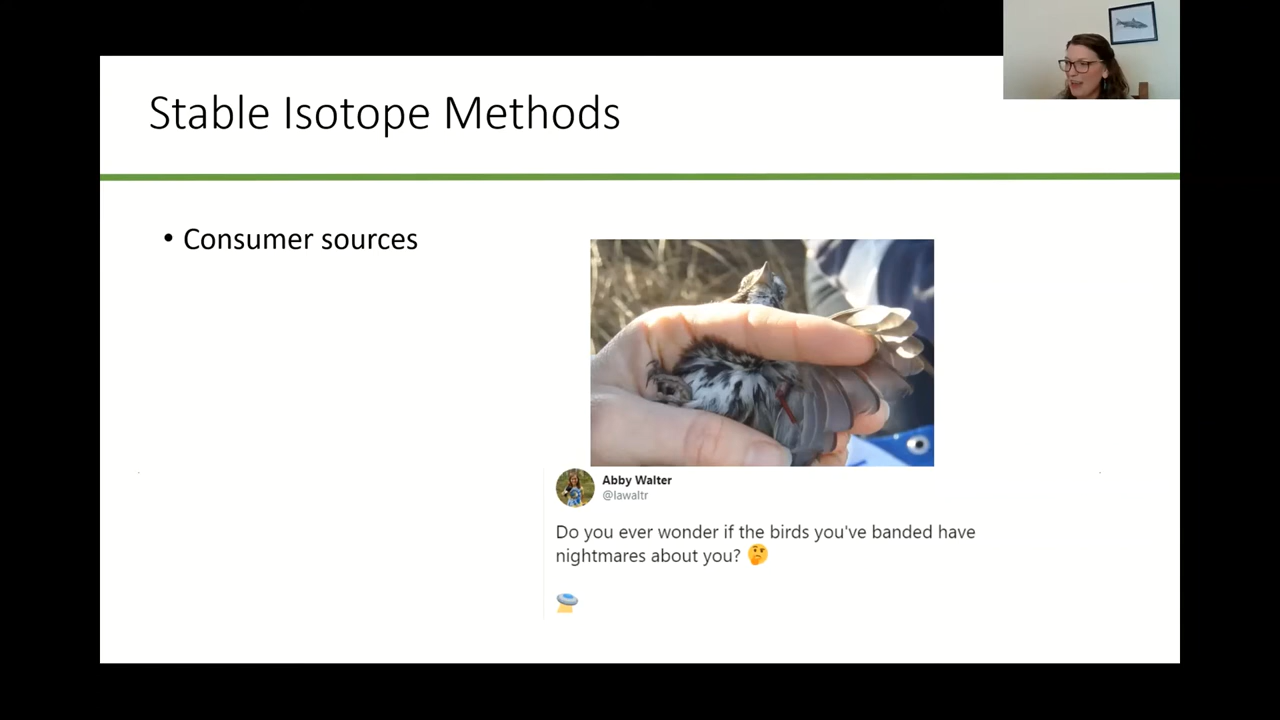 Stable Isotope Methods
• Consumer sources
Abby Walter
@lawaltr
Do you ever wonder if the birds you've banded have
nightmares about you? 🤔
🛸